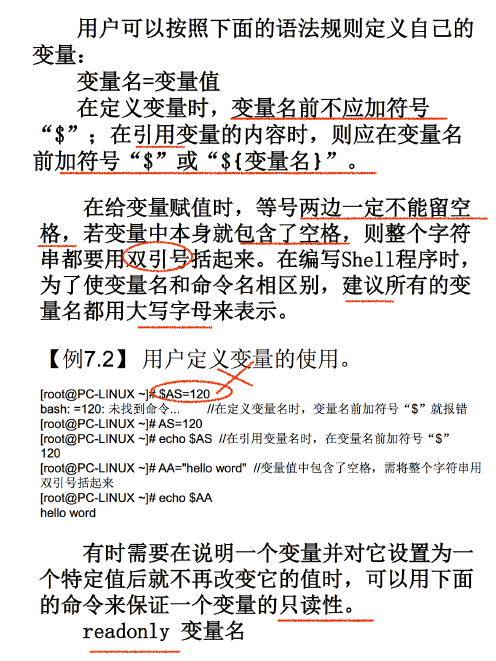 用户可以按照下面的语法规则定义自己的
变量：
变量名=变量值
在定义变量时，变量名前不应加符号
“$”；在引用变量的内容时，则应在变量名
前加符号“$”或“${变量名}”。
在给变量赋值时，等号两边一定不能留空
格，若变量中本身就包含了空格，则整个字符
串都要用双引号括起来。在编写Shell程序时，
为了使变量名和命令名相区别，建议所有的变
量名都用大写字母来表示。
【例7.2】 用户定义变量的使用。
[root@PC-LINUX ~]# $AS=120
bash: =120: 未找到命令... //在定义变量名时，变量名前加符号“$”就报错
[root@PC-LINUX ~]# AS=120
[root@PC-LINUX ~]# echo $AS //在引用变量名时，在变量名前加符号“$”
120
[root@PC-LINUX ~]# AA="hello word" //变量值中包含了空格，需将整个字符串用
双引号括起来
[root@PC-LINUX ~]# echo $AA
hello word
有时需要在说明一个变量并对它设置为一
个特定值后就不再改变它的值时，可以用下面
的命令来保证一个变量的只读性。
readonly 变量名